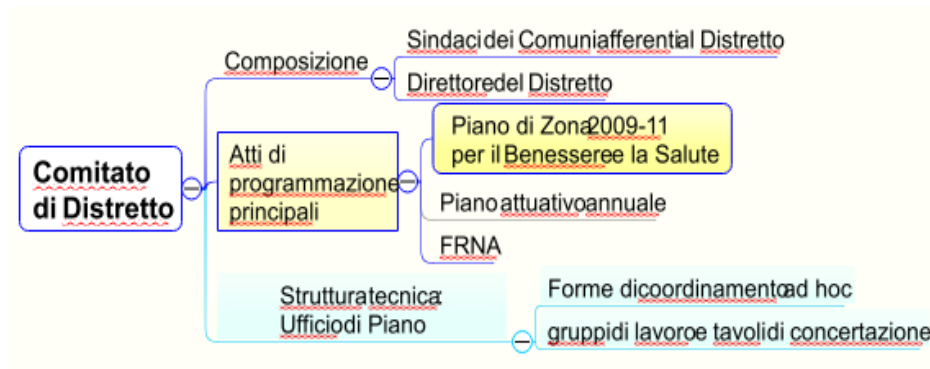 Comitato
di Distretto
Composizione
Sindaci dei Comuni afferenti al Distretto
Direttore del Distretto
Atti di
programmazione
principali
Piano di Zona 2009-11
per il Benessere e la Salute
Piano attuativo annuale
FRNA
Struttura tecnica:
Ufficio di Piano
Forme di coordinamento ad hoc
gruppi di lavoro e tavoli di concertazione